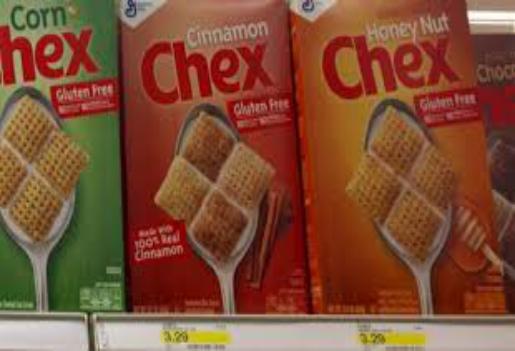 Corn
Chex
Gluten Free
Cinnamon
Chex
Gluten Free
Made With
100% Real
Cinnamon
Honey Nut
Chex
Gluten Free
Choc
3.29
3.29